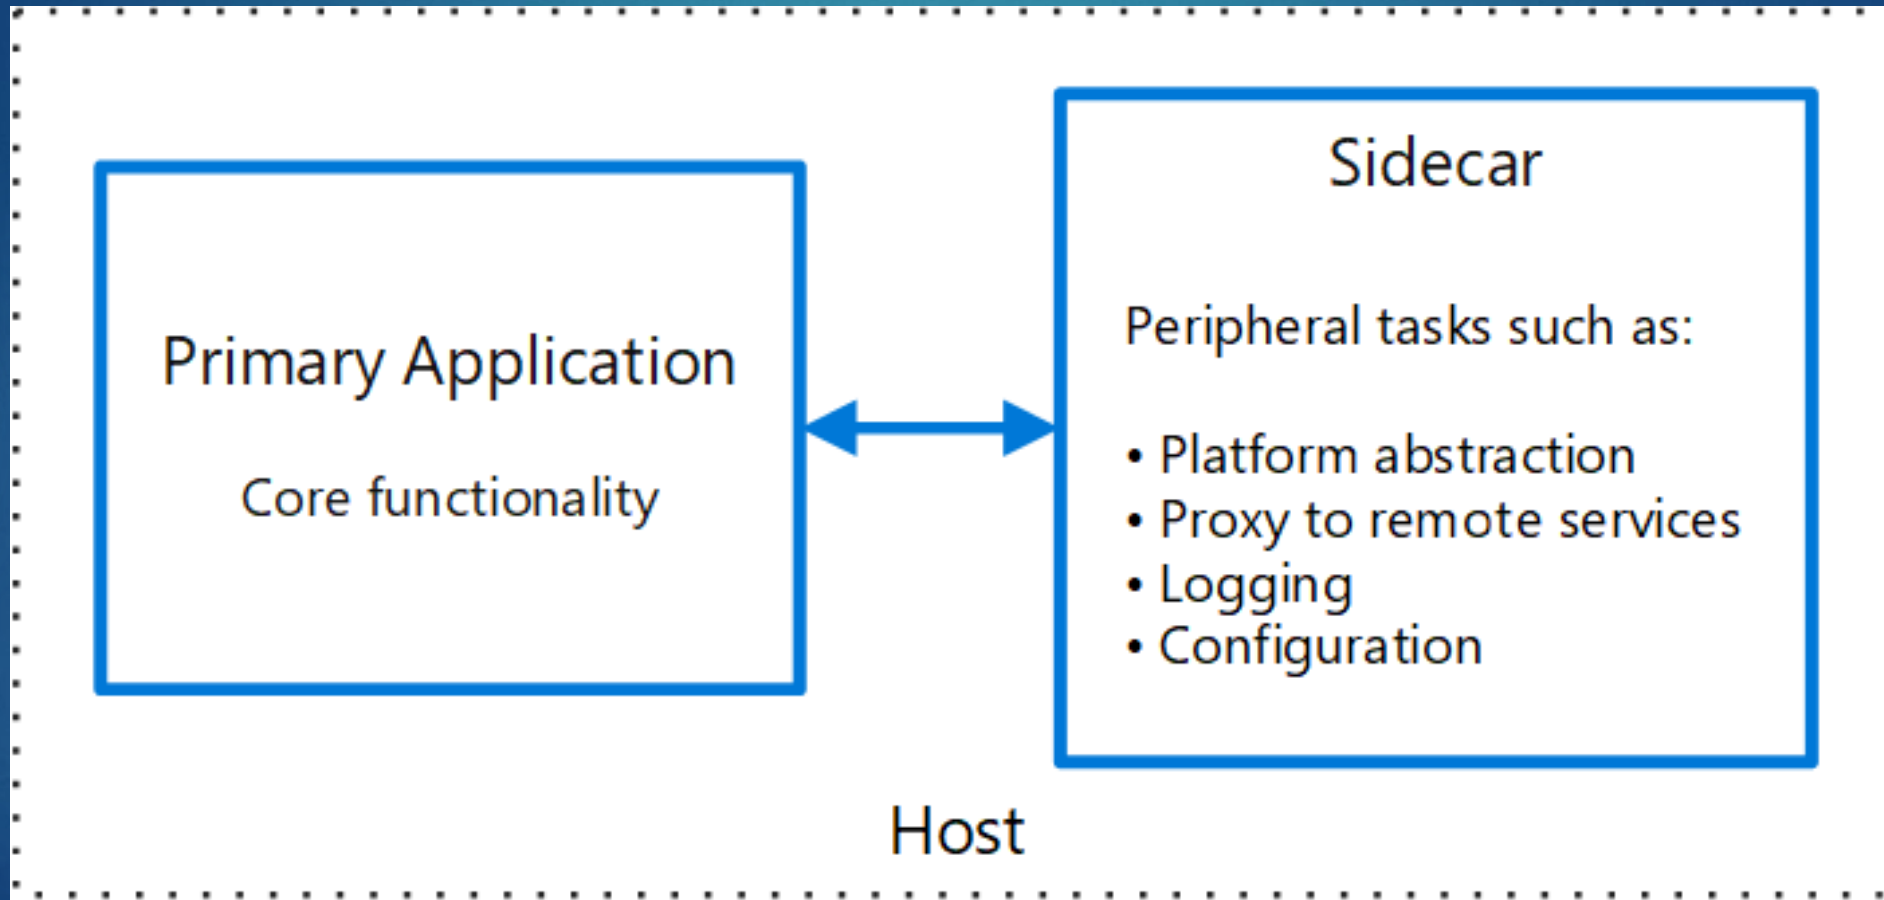 Primary Application
Core functionality
Sidecar
Peripheral tasks such as:
• Platform abstraction
• Proxy to remote services
• Logging
• Configuration
Host